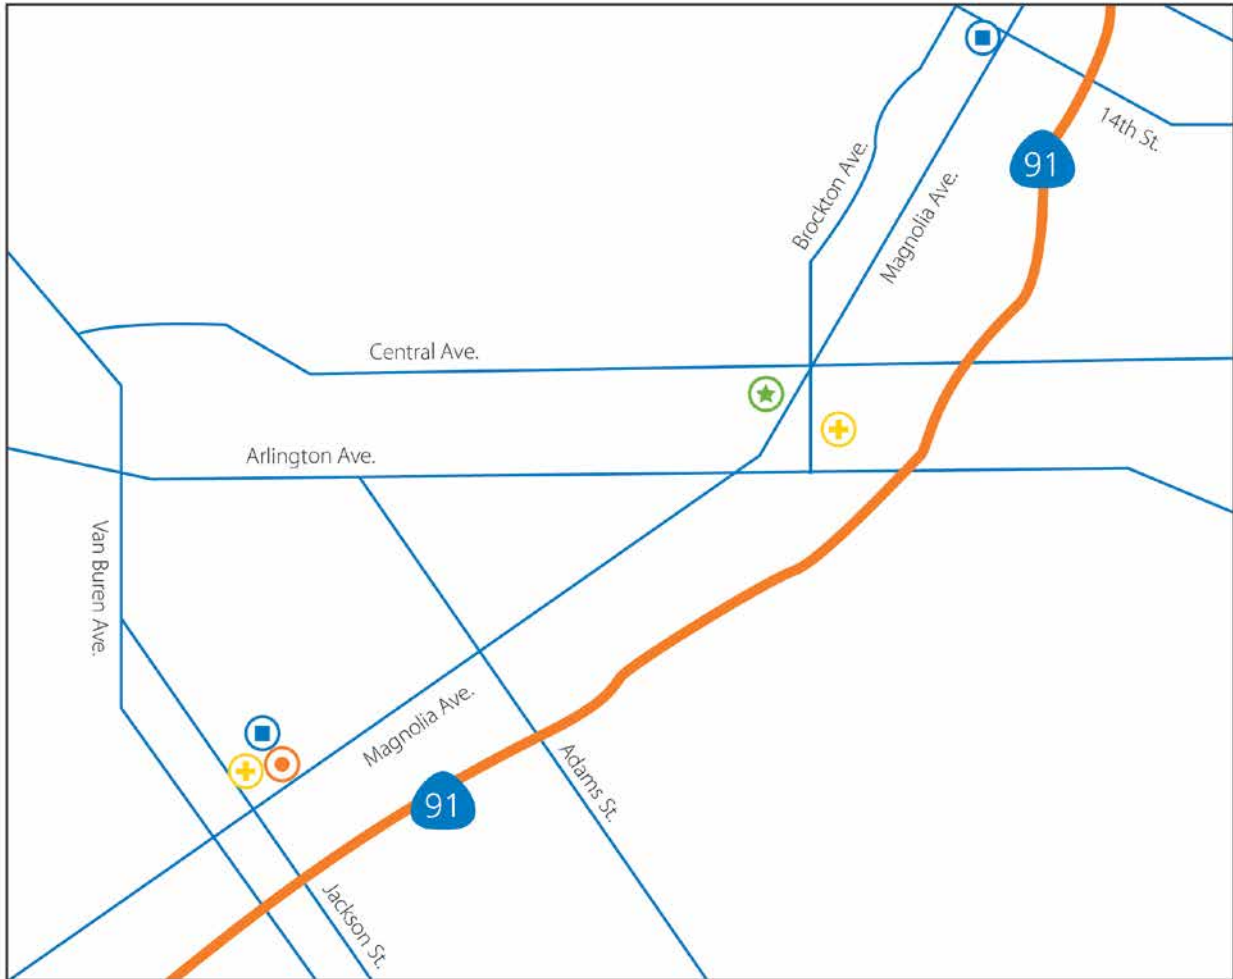 14th St.
91
Brockton Ave.
Magnolia Ave.
Central Ave.
Arlington Ave.
Van Buren Ave.
Magnolia Ave.
Adams St.
91
Jackson St.